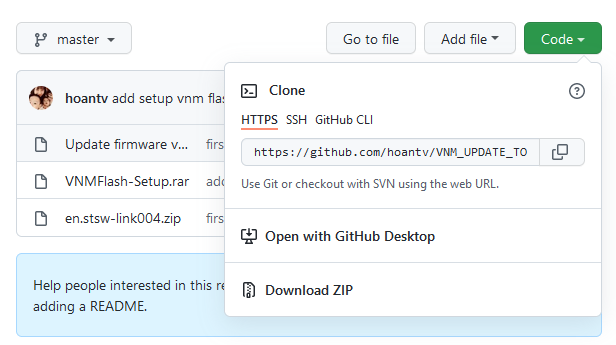 master
Go to file
Add file
Code
hoantv add setup vnm flas
Clone
HTTPS SSH GitHub CLI
Update firmware v... firs
https://github.com/hoantv/VNM_UPDATE_TO
VNMFlash-Setup.rar add
Use Git or checkout with SVN using the web URL.
en.stsw-link004.zip firs
Open with GitHub Desktop
Help people interested in this re
adding a README.
Download ZIP